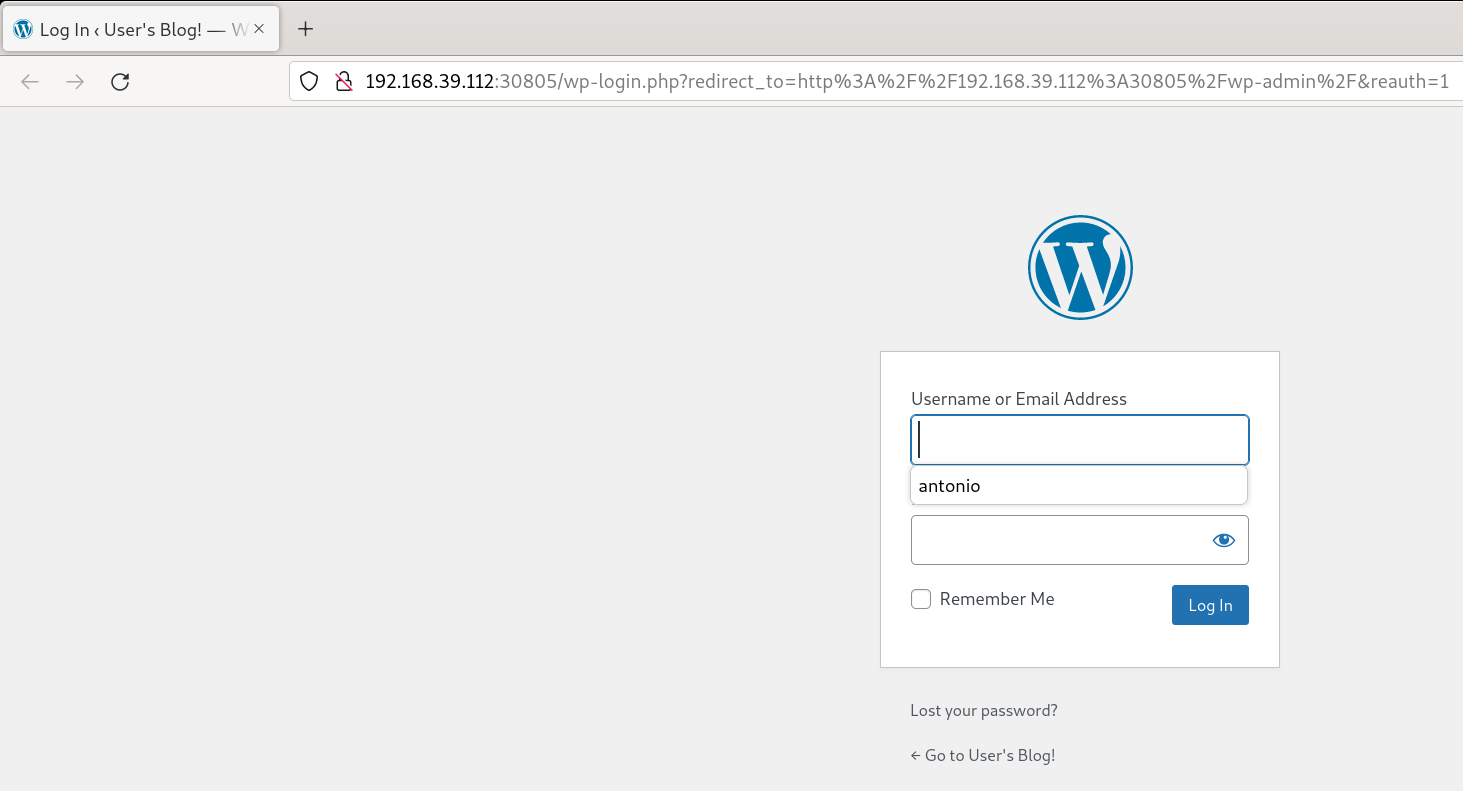 Log In ‹ User's Blog! — W
192.168.39.112:30805/wp-login.php?redirect_to=http%3A%2F%2F192.168.39.112%3A30805%2Fwp-admin%2F&reauth=1
Username or Email Address
antonio
Remember Me
Log In
Lost your password?
← Go to User's Blog!